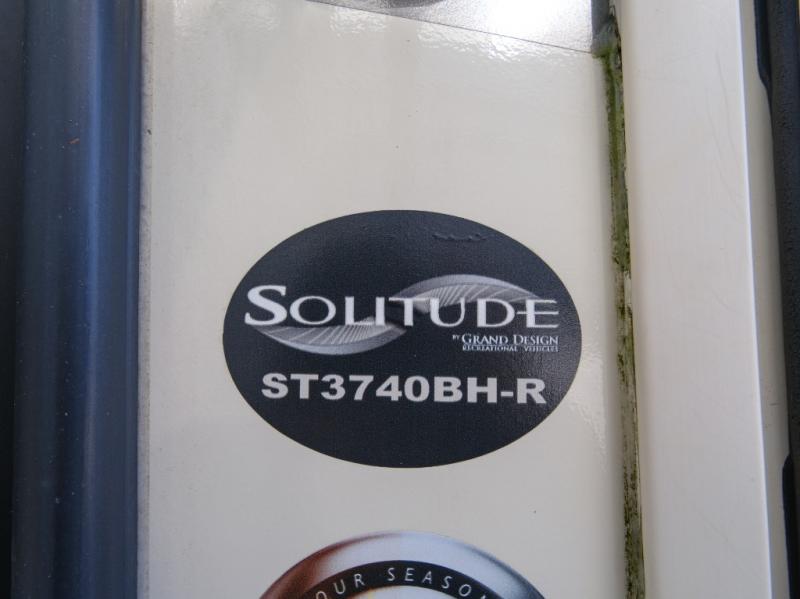 SOLITUDE
BY GRAND DESIGN
RECREATIONAL VEHICLES
ST3740BH-R
OUR SEASON